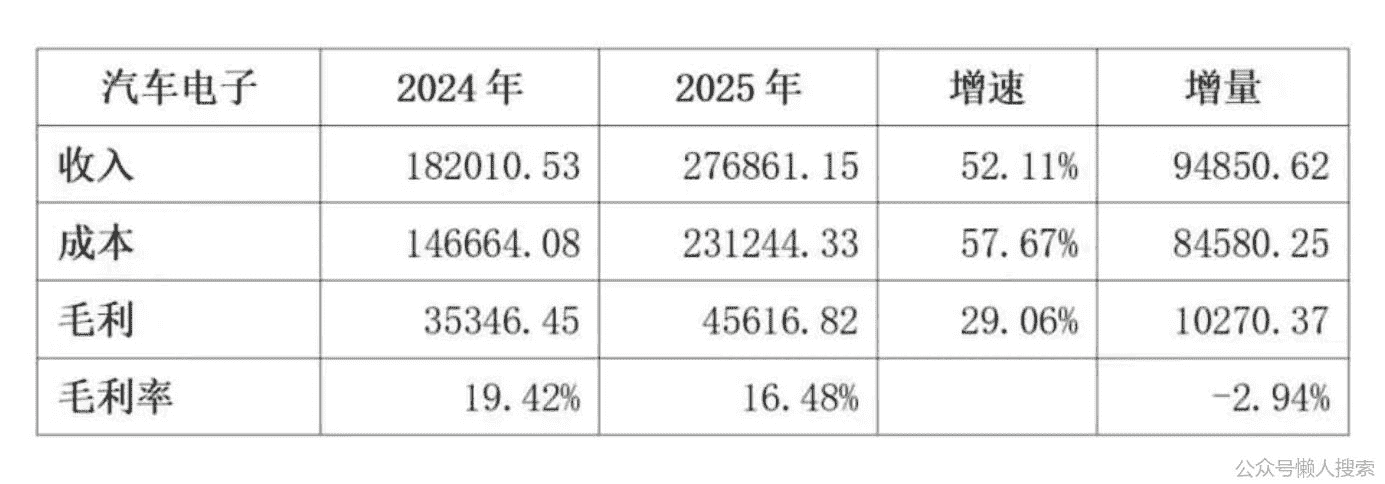 汽车电子 2024年 2025年 增速 增量
收入 182010.53 276861.15 52.11% 94850.62
成本 146664.08 231244.33 57.67% 84580.25
毛利 35346.45 45616.82 29.06% 10270.37
毛利率 19.42% 16.48% -2.94%
公众号懒人搜索